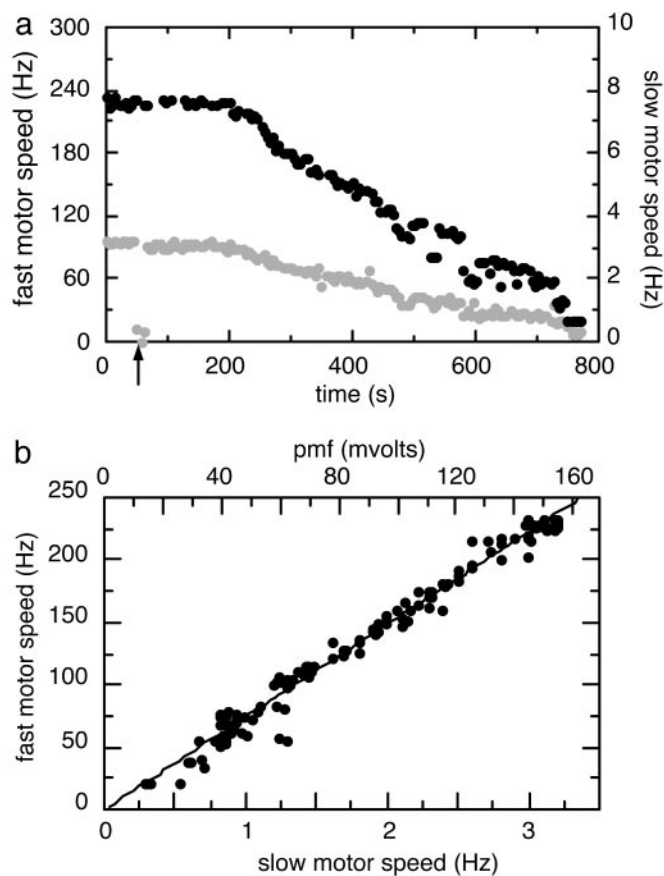 a
300
240
180
120
60
0
fast motor speed (Hz)
10
8
6
4
2
0
slow motor speed (Hz)
0 200 400 600 800
time (s)
b
pmf (mvolts)
0 40 80 120 160
250
200
150
100
50
0
fast motor speed (Hz)
0 1 2 3
slow motor speed (Hz)